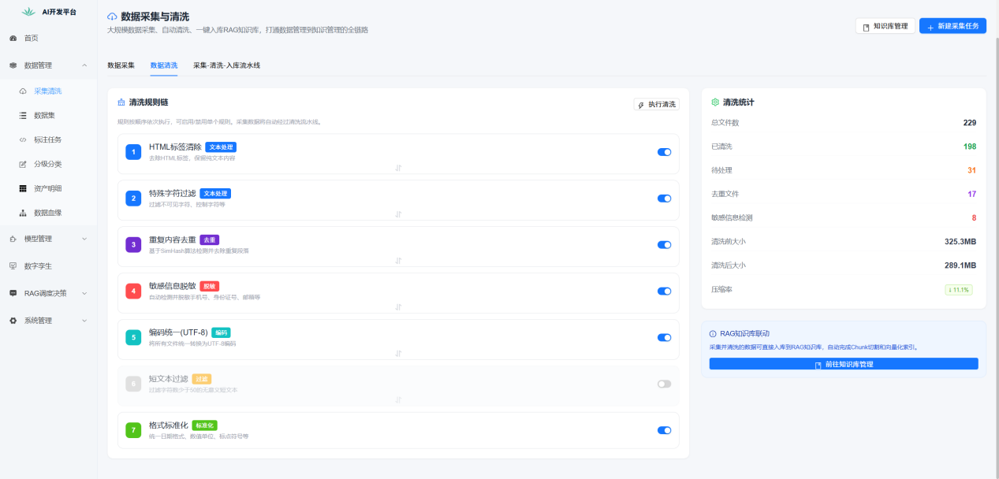 AI开发平台
首页
数据管理
采集清洗
数据集
标注任务
分级分类
资产明细
数据血缘
模型管理
数字孪生
RAG调度决策
系统管理
数据采集与清洗
大规模数据采集、自动清洗、一键入库RAG知识库，打通数据管理到知识管理的全链路
知识库管理
+ 新建采集任务
数据采集 数据清洗 采集-清洗-入库流水线
清洗规则链
执行清洗
规则按顺序依次执行，可启用/禁用单个规则。采集数据将自动经过清洗流水线。
1 HTML标签清除 文本处理
去除HTML标签，保留纯文本内容
2 特殊字符过滤 文本处理
过滤不可见字符、控制字符等
3 重复内容去重 去重
基于SimHash算法检测并去除重复段落
4 敏感信息脱敏 脱敏
自动检测并脱敏手机号、身份证号、邮箱等
5 编码统一(UTF-8) 编码
将所有文件统一转换为UTF-8编码
6 短文本过滤 过滤
过滤字符数少于50的无意义短文本
7 格式标准化 标准化
统一日期格式、数值单位、标点符号等
清洗统计
总文件数 229
已清洗 198
待处理 31
去重文件 17
敏感信息检测 8
清洗前大小 325.3MB
清洗后大小 289.1MB
压缩率 ↓ 11.1%
RAG知识库联动
采集并清洗的数据可直接入库到RAG知识库，自动完成Chunk切割和向量化索引。
前往知识库管理